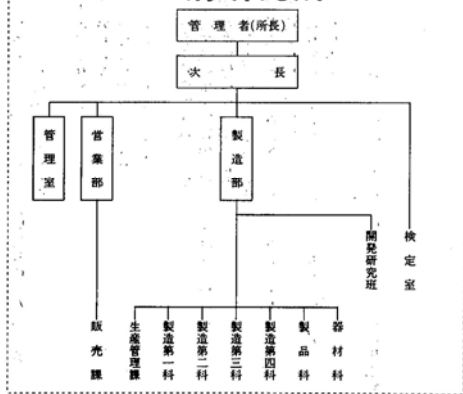 管理者(所長)
次長
管理室
営業部
製造部
開発研究班
検定室
販売課
生産管理課
製造第一科
製造第二科
製造第三科
製造第四科
製品科
器材科